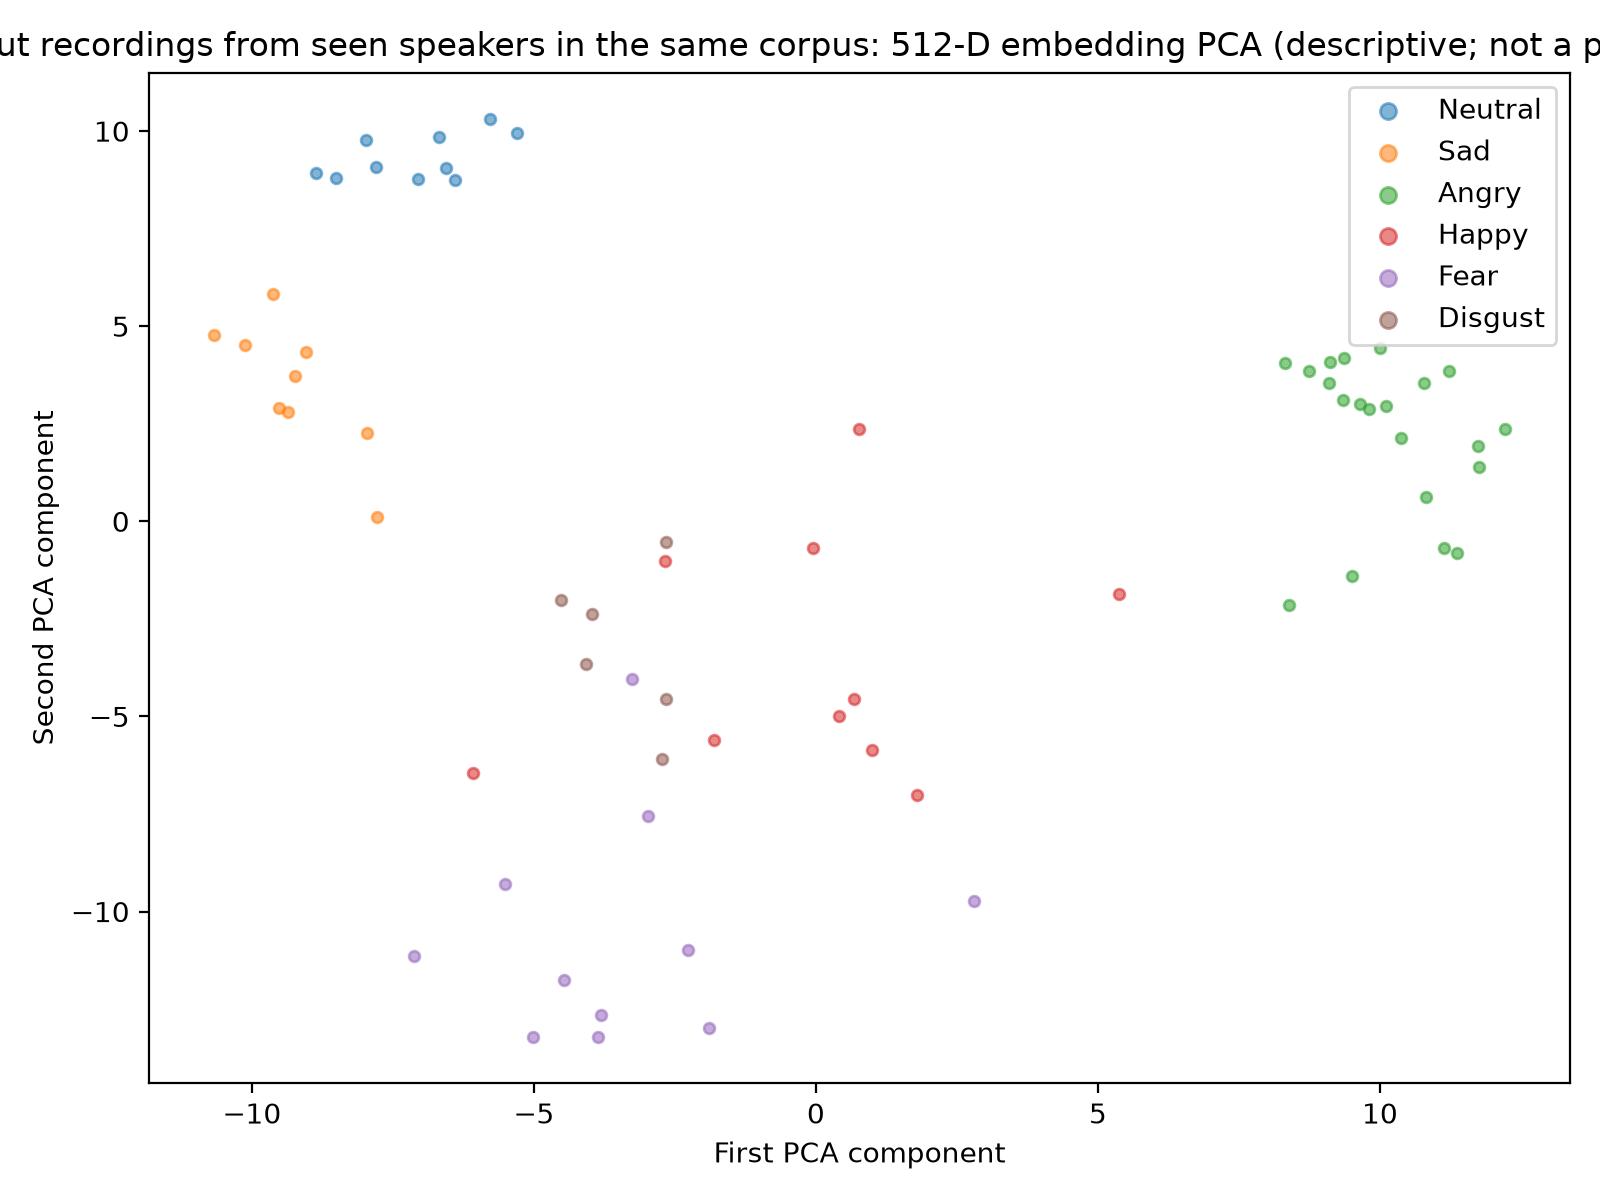 ut recordings from seen speakers in the same corpus: 512-D embedding PCA (descriptive; not a p
Neutral
Sad
Angry
Happy
Fear
Disgust
10
5
0
−5
−10
Second PCA component
−10
−5
0
5
10
First PCA component